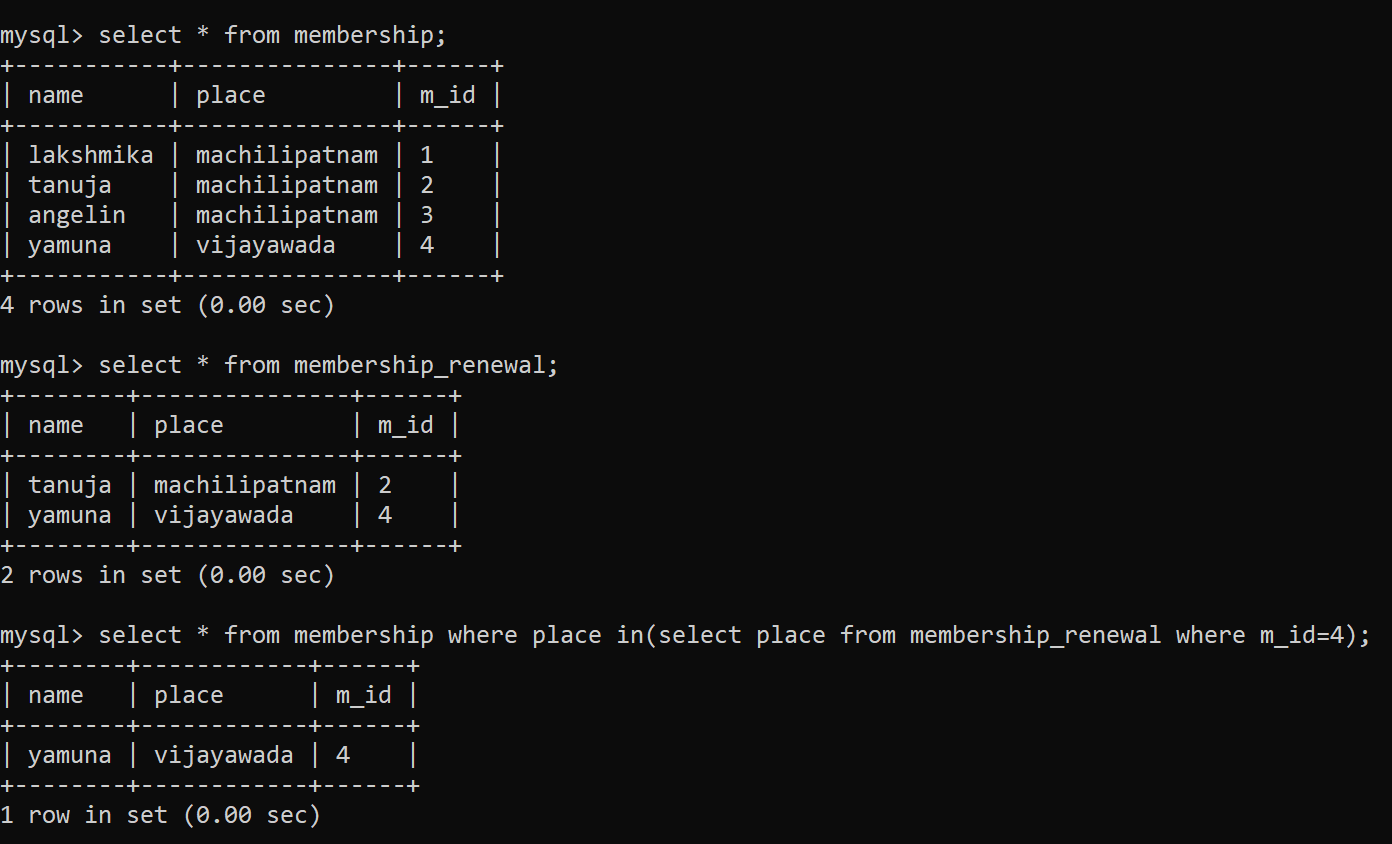 mysql> select * from membership;
+-----------+---------------+------+
| name      | place         | m_id |
+-----------+---------------+------+
| lakshmika | machilipatnam | 1    |
| tanuja    | machilipatnam | 2    |
| angelin   | machilipatnam | 3    |
| yamuna    | vijayawada    | 4    |
+-----------+---------------+------+
4 rows in set (0.00 sec)

mysql> select * from membership_renewal;
+--------+---------------+------+
| name   | place         | m_id |
+--------+---------------+------+
| tanuja | machilipatnam | 2    |
| yamuna | vijayawada    | 4    |
+--------+---------------+------+
2 rows in set (0.00 sec)

mysql> select * from membership where place in(select place from membership_renewal where m_id=4);
+--------+------------+------+
| name   | place      | m_id |
+--------+------------+------+
| yamuna | vijayawada | 4    |
+--------+------------+------+
1 row in set (0.00 sec)